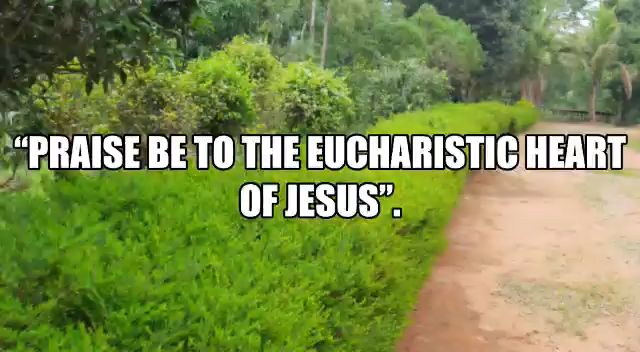 “PRAISE BE TO THE EUCHARISTIC HEART
OF JESUS”.